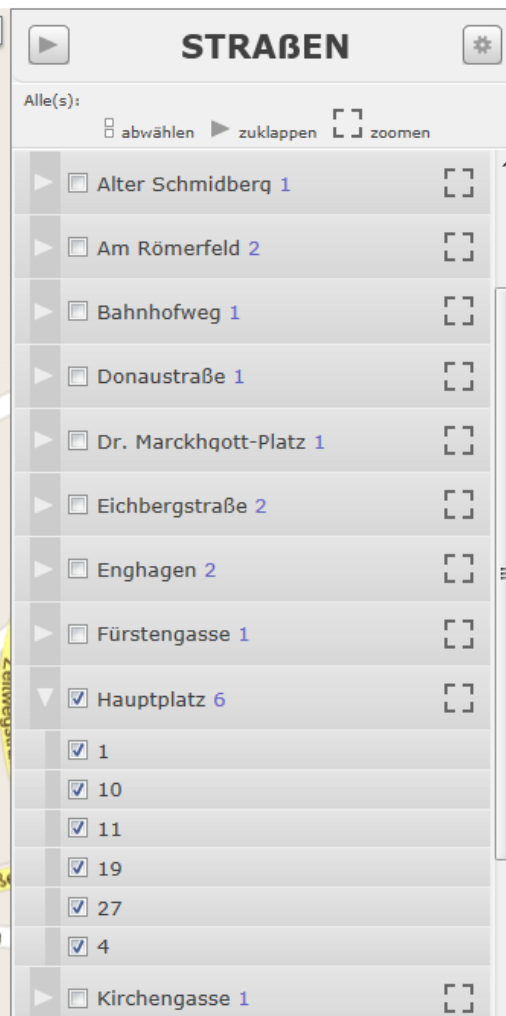 STRAßEN
Alle(s):
abwählen zuklappen zoomen
Alter Schmidberg 1
Am Römerfeld 2
Bahnhofweg 1
Donaustraße 1
Dr. Marckhgott-Platz 1
Eichbergstraße 2
Enghagen 2
Fürstengasse 1
Hauptplatz 6
1
10
11
19
27
4
Kirchengasse 1